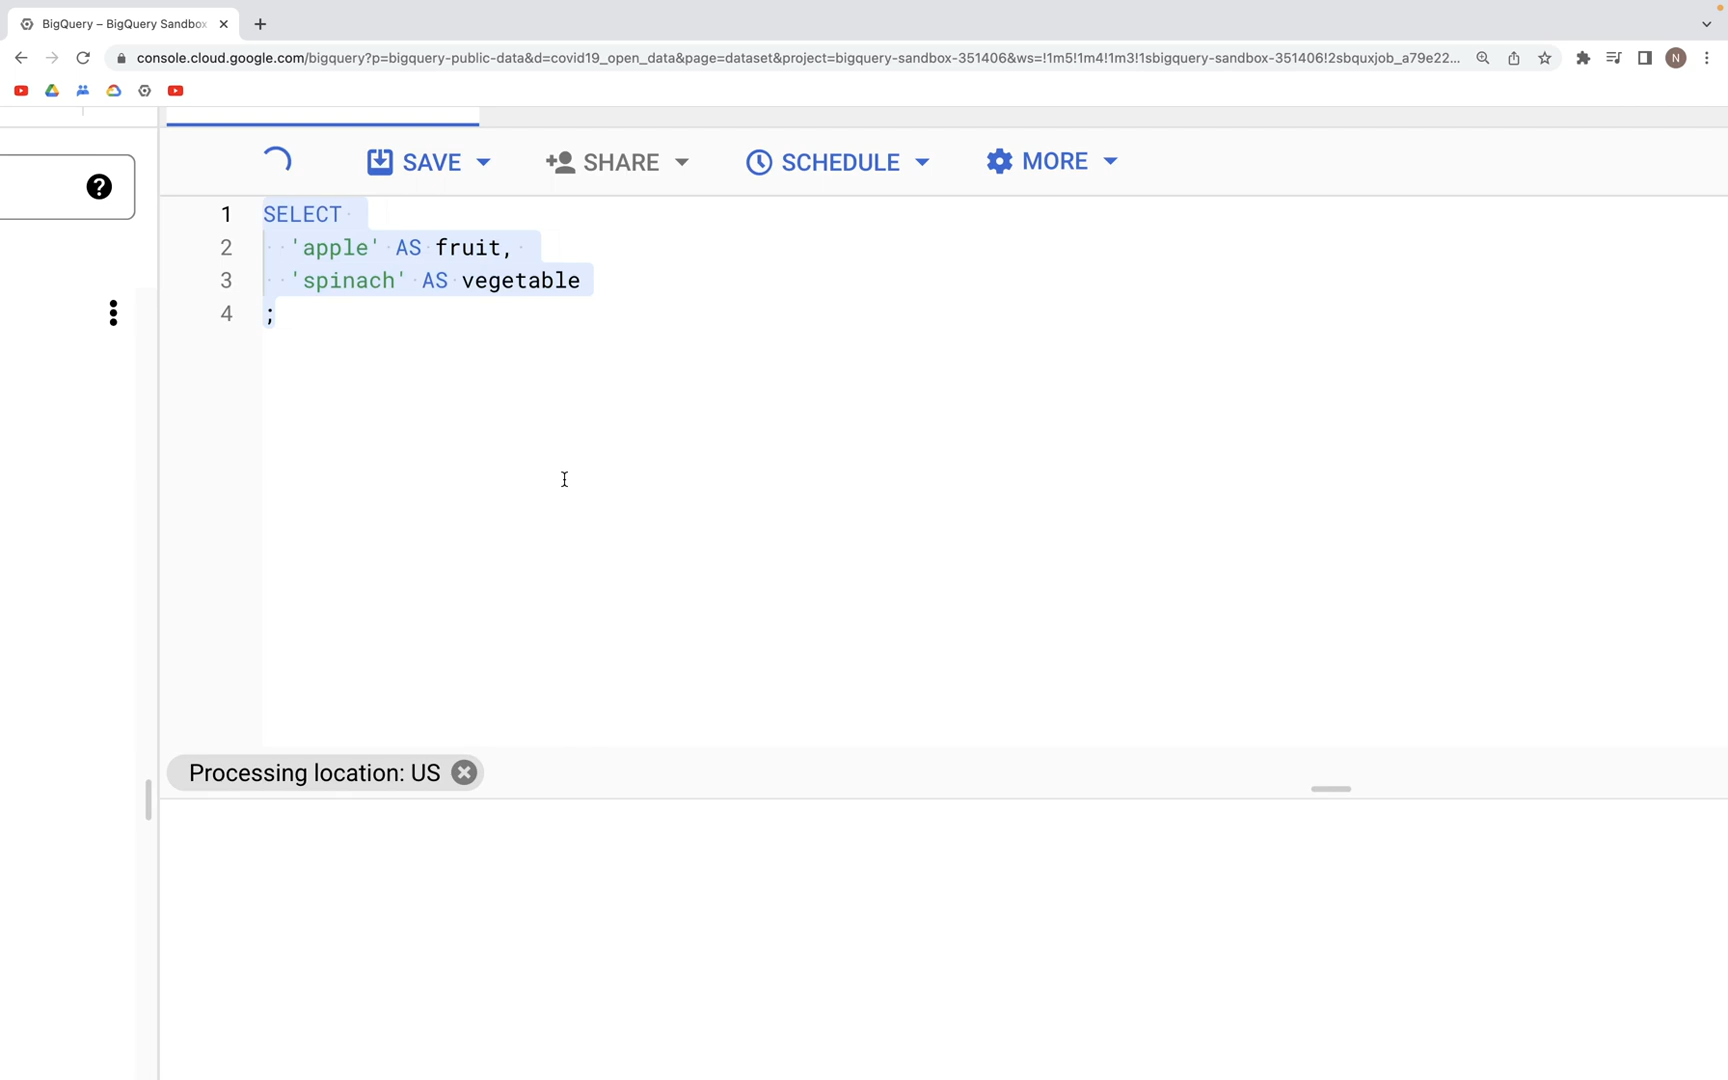 BigQuery – BigQuery Sandbox
console.cloud.google.com/bigquery?p=bigquery-public-data&d=covid19_open_data&page=dataset&project=bigquery-sandbox-351406&ws=!1m5!1m4!1m3!1sbigquery-sandbox-351406!2sbquxjob_a79e22...
N
SAVE SHARE SCHEDULE MORE
?
1 SELECT
2 'apple' AS fruit,
3 'spinach' AS vegetable
4 ;
Processing location: US